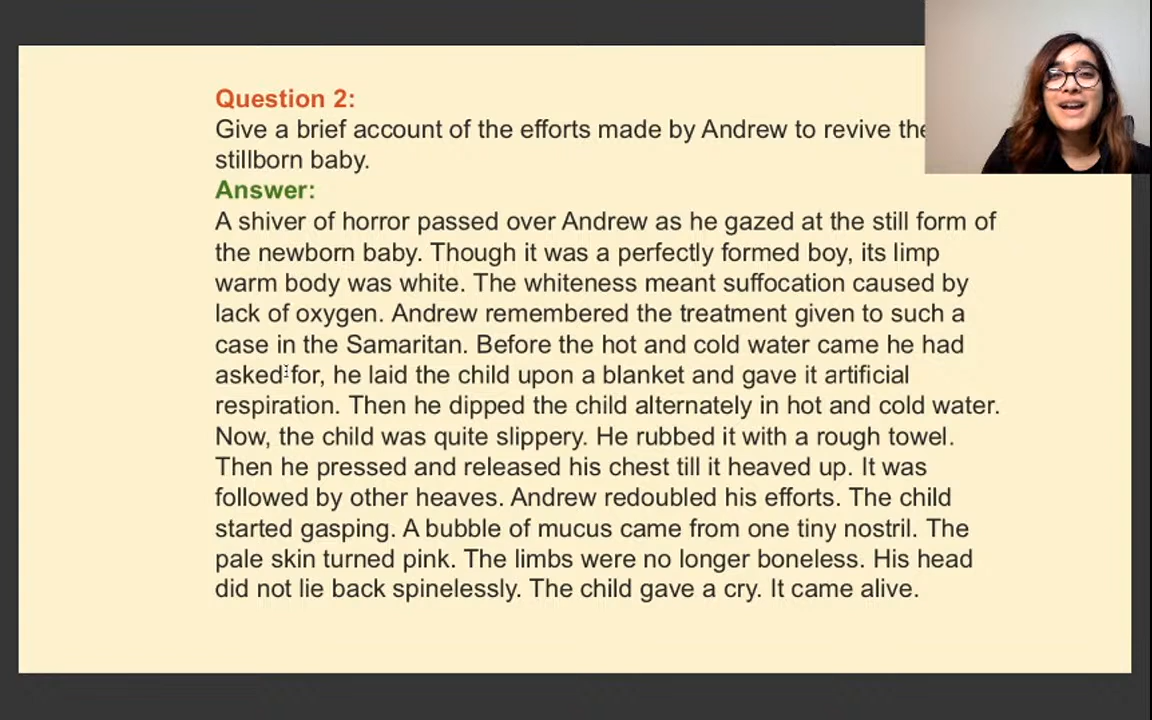 Question 2:
Give a brief account of the efforts made by Andrew to revive the
stillborn baby.
Answer:
A shiver of horror passed over Andrew as he gazed at the still form of
the newborn baby. Though it was a perfectly formed boy, its limp
warm body was white. The whiteness meant suffocation caused by
lack of oxygen. Andrew remembered the treatment given to such a
case in the Samaritan. Before the hot and cold water came he had
asked for, he laid the child upon a blanket and gave it artificial
respiration. Then he dipped the child alternately in hot and cold water.
Now, the child was quite slippery. He rubbed it with a rough towel.
Then he pressed and released his chest till it heaved up. It was
followed by other heaves. Andrew redoubled his efforts. The child
started gasping. A bubble of mucus came from one tiny nostril. The
pale skin turned pink. The limbs were no longer boneless. His head
did not lie back spinelessly. The child gave a cry. It came alive.